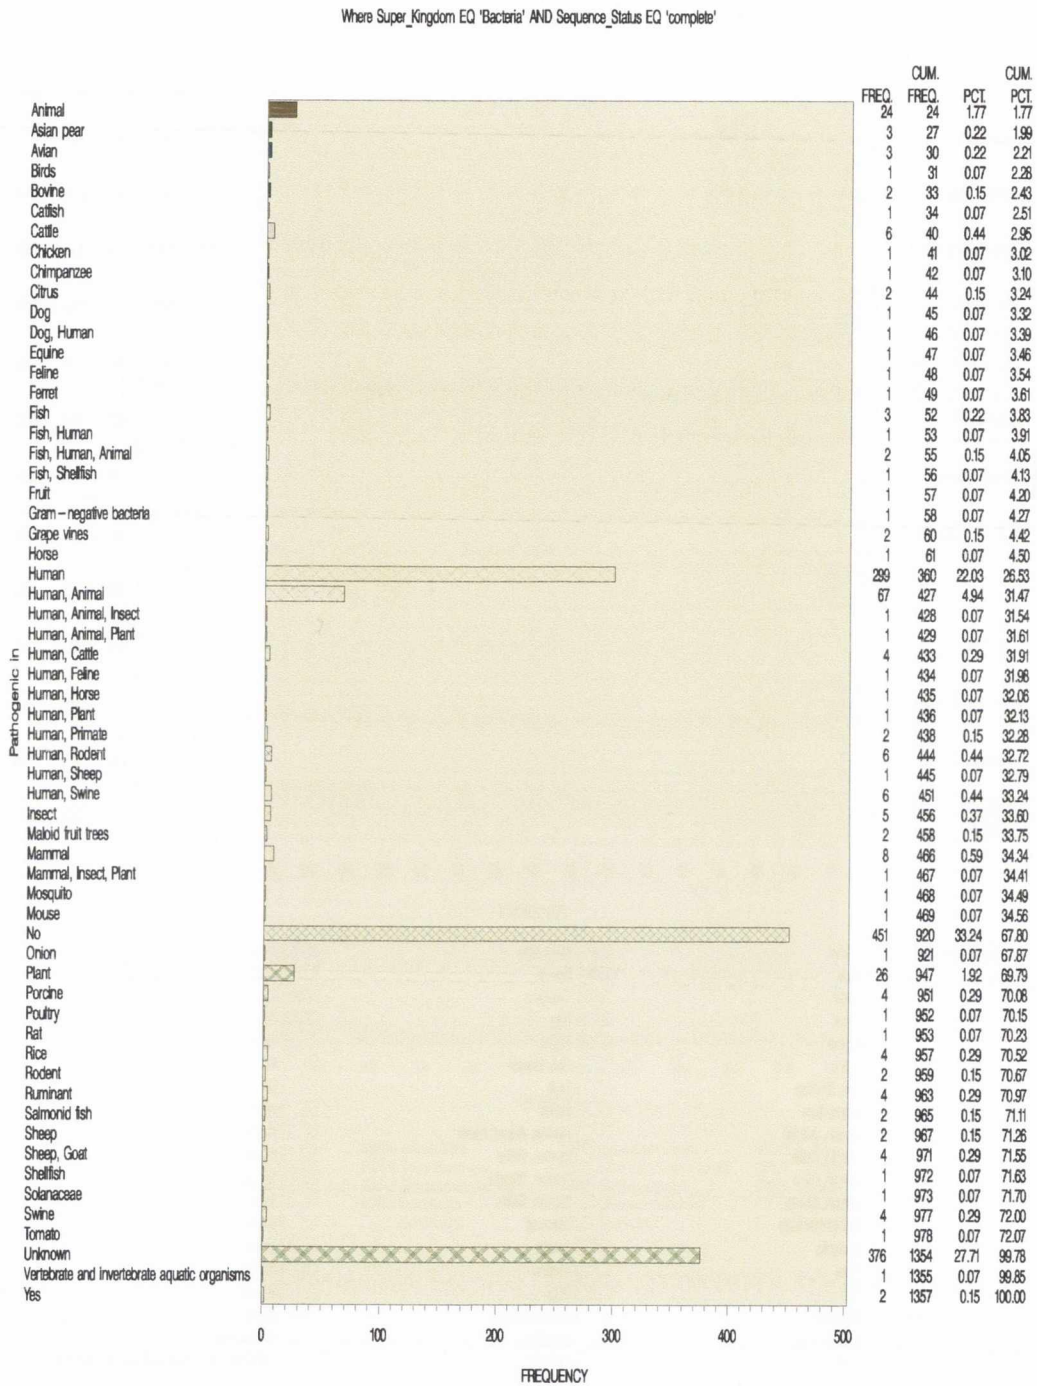 Where Super_Kingdom EQ 'Bacteria' AND Sequence_Status EQ 'complete'
CUM. CUM.
FREQ. FREQ. PCT. PCT.
Animal 24 24 1.77 1.77
Asian pear 3 27 0.22 1.99
Avian 3 30 0.22 2.21
Birds 1 31 0.07 2.28
Bovine 2 33 0.15 2.43
Catfish 1 34 0.07 2.51
Cattle 6 40 0.44 2.95
Chicken 1 41 0.07 3.02
Chimpanzee 1 42 0.07 3.10
Citrus 2 44 0.15 3.24
Dog 1 45 0.07 3.32
Dog, Human 1 46 0.07 3.39
Equine 1 47 0.07 3.46
Feline 1 48 0.07 3.54
Ferret 1 49 0.07 3.61
Fish 3 52 0.22 3.83
Fish, Human 1 53 0.07 3.91
Fish, Human, Animal 2 55 0.15 4.05
Fish, Shellfish 1 56 0.07 4.13
Fruit 1 57 0.07 4.20
Gram-negative bacteria 1 58 0.07 4.27
Grape vines 2 60 0.15 4.42
Horse 1 61 0.07 4.50
Human 299 360 22.03 26.53
Human, Animal 67 427 4.94 31.47
Human, Animal, Insect 1 428 0.07 31.54
Human, Animal, Plant 1 429 0.07 31.61
Human, Cattle 4 433 0.29 31.91
Human, Feline 1 434 0.07 31.98
Human, Horse 1 435 0.07 32.06
Human, Plant 1 436 0.07 32.13
Human, Primate 2 438 0.15 32.28
Human, Rodent 6 444 0.44 32.72
Human, Sheep 1 445 0.07 32.79
Human, Swine 6 451 0.44 33.24
Insect 5 456 0.37 33.60
Maloid fruit trees 2 458 0.15 33.75
Mammal 8 466 0.59 34.34
Mammal, Insect, Plant 1 467 0.07 34.41
Mosquito 1 468 0.07 34.49
Mouse 1 469 0.07 34.56
No 451 920 33.24 67.80
Onion 1 921 0.07 67.87
Plant 26 947 1.92 69.79
Porcine 4 951 0.29 70.08
Poultry 1 952 0.07 70.15
Rat 1 953 0.07 70.23
Rice 4 957 0.29 70.52
Rodent 2 959 0.15 70.67
Ruminant 4 963 0.29 70.97
Salmonid fish 2 965 0.15 71.11
Sheep 2 967 0.15 71.26
Sheep, Goat 4 971 0.29 71.55
Shellfish 1 972 0.07 71.63
Solanaceae 1 973 0.07 71.70
Swine 4 977 0.29 72.00
Tomato 1 978 0.07 72.07
Unknown 376 1354 27.71 99.78
Vertebrate and invertebrate aquatic organisms 1 1355 0.07 99.85
Yes 2 1357 0.15 100.00
Pathogenic in
0 100 200 300 400 500
FREQUENCY